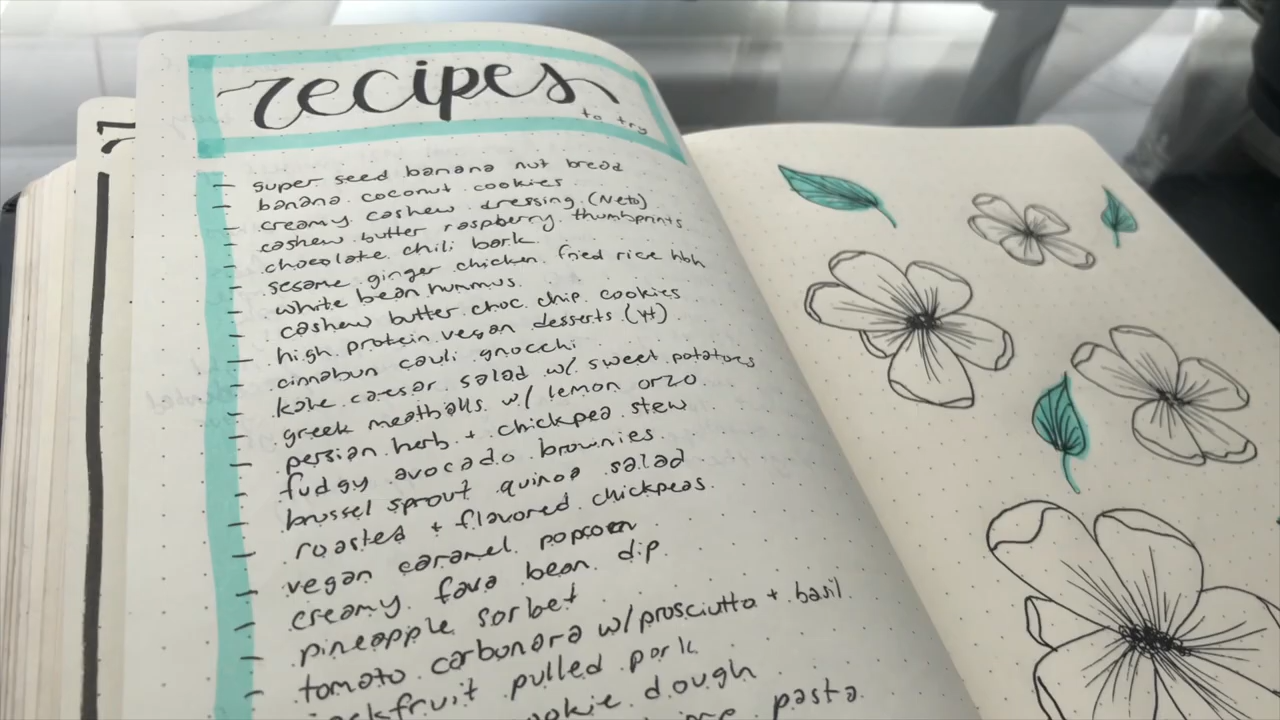 recipes
to try
– super seed banana nut bread
– banana coconut cookies
– creamy cashew dressing (Neto)
– cashew butter raspberry thumbprints
– chocolate chili bark
– sesame ginger chicken fried rice hbh
– white bean hummus
– cashew butter choc chip cookies
– high protein vegan desserts (yt)
– cinnabun cauli gnocchi
– kale caesar salad w/ sweet potatoes
– greek meatballs w/ lemon orzo
– persian herb + chickpea stew
– fudgy avocado brownies
– brussel sprout quinoa salad
– roasted + flavored chickpeas
– vegan caramel popcorn
– creamy fava bean dip
– pineapple sorbet
– tomato carbonara w/prosciutto + basil
pulled pork
dough
pasta